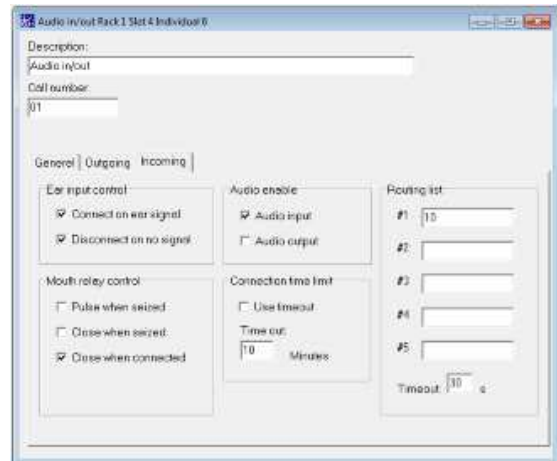 Audio in/out Rack 1 Slot 4 Individual 6
Description:
Audio in/out
Call number:
01
General Outgoing Incoming
Ear input control
Connect on ear signal
Disconnect on no signal
Audio enable
Audio input
Audio output
Routing list
#1 10
#2
#3
#4
#5
Timeout 30 s
Mouth relay control
Pulse when seized
Close when seized
Close when connected
Connection time limit
Use timeout
Time out:
10 Minutes